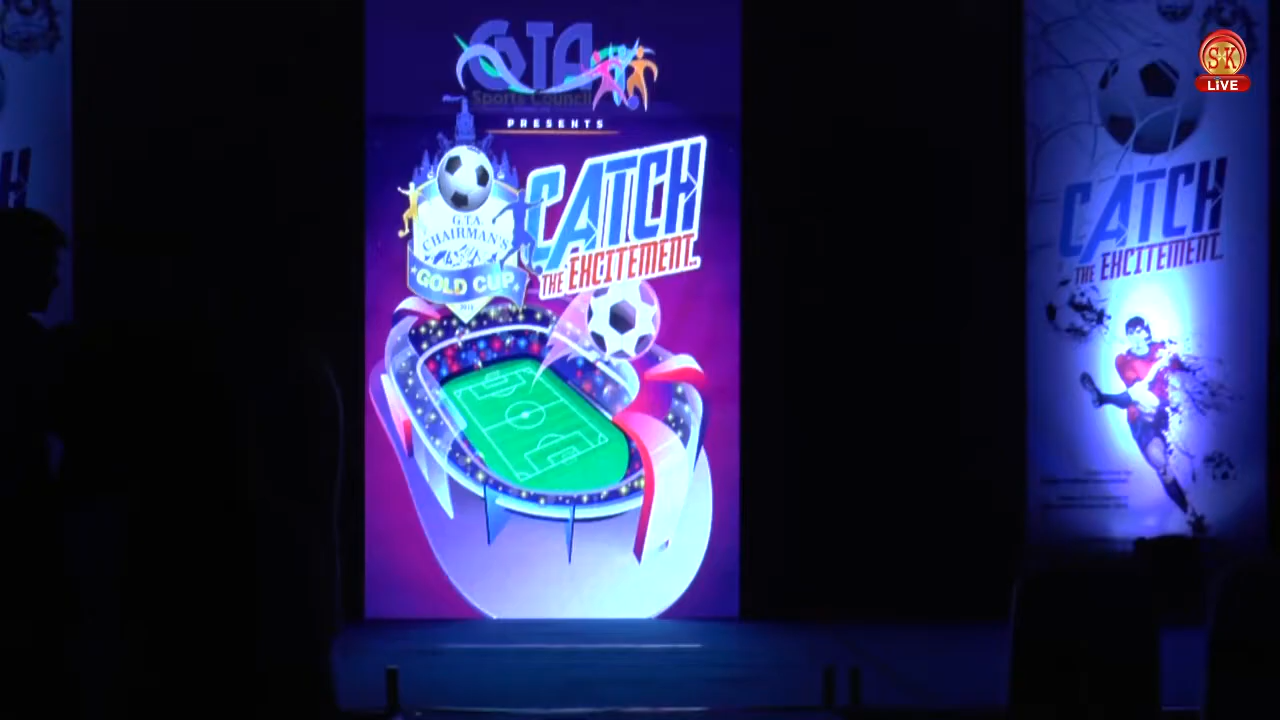 GTA
Sports Council
PRESENTS
G.T.A.
CHAIRMAN'S
GOLD CUP
CATCH
THE EXCITEMENT
SK
LIVE
CATCH
THE EXCITEMENT
H